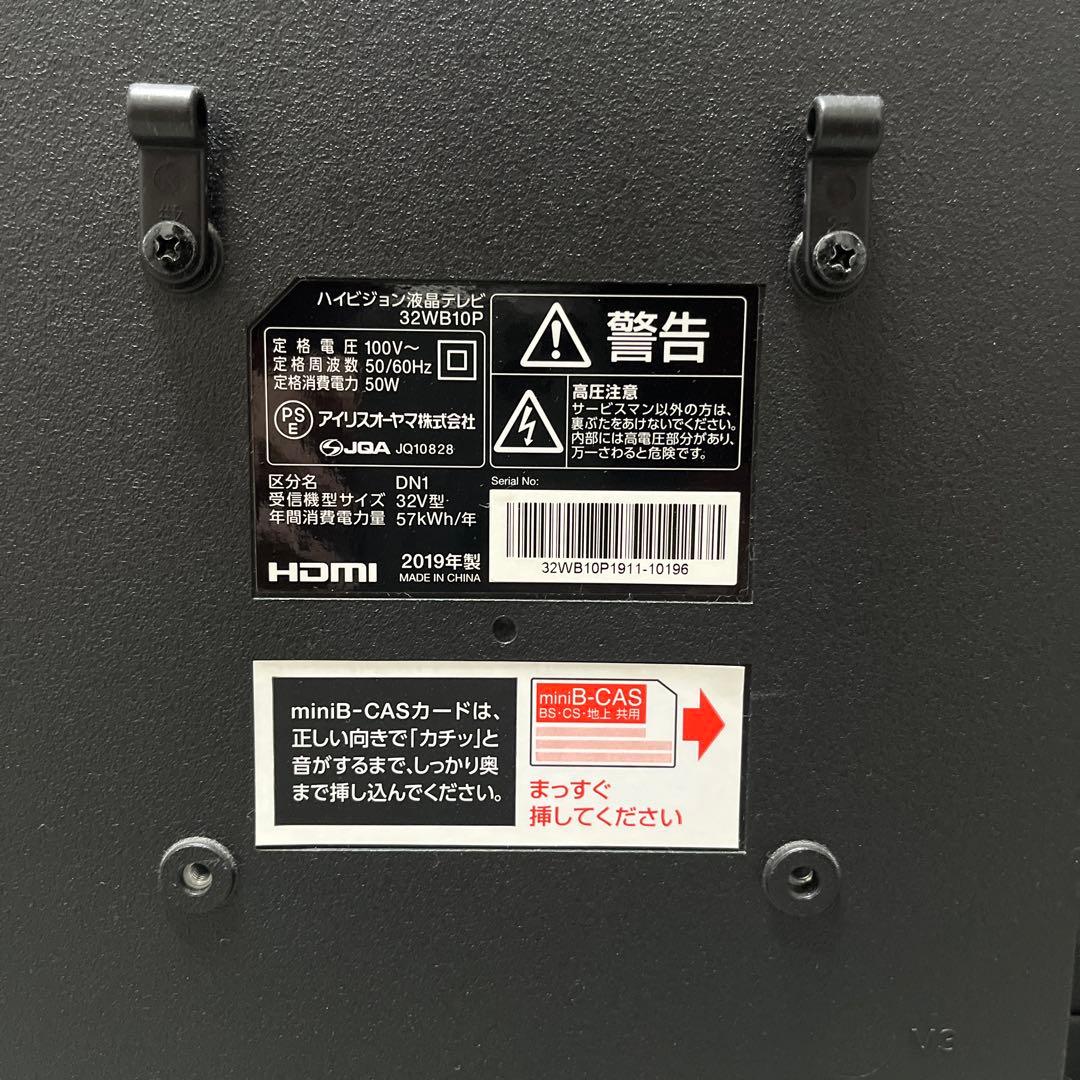 ハイビジョン液晶テレビ
32WB10P
定格電圧 100V～
定格周波数 50/60Hz
定格消費電力 50W
PS
E
アイリスオーヤマ株式会社
JQA JQ10828
区分名 DN1
受信機型サイズ 32V型
年間消費電力量 57kWh/年
HDMI
2019年製
MADE IN CHINA
警告
高圧注意
サービスマン以外の方は、
裏ぶたをあけないでください。
内部には高電圧部分があり、
万一さわると危険です。
Serial No:
32WB10P1911-10196
miniB-CASカードは、
正しい向きで「カチッ」と
音がするまで、しっかり奥
まで挿し込んでください。
miniB-CAS
BS・CS・地上 共用
まっすぐ
挿してください
V3